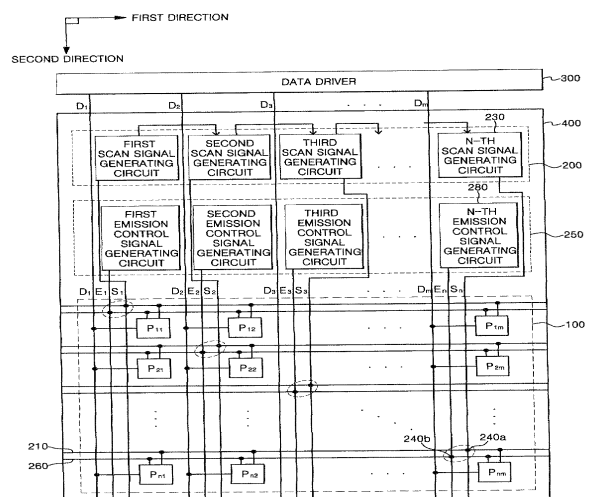 FIRST DIRECTION
SECOND DIRECTION
DATA DRIVER
300
D1 D2 D3 . . . Dm
230
400
FIRST
SCAN SIGNAL
GENERATING
CIRCUIT
SECOND
SCAN SIGNAL
GENERATING
CIRCUIT
THIRD
SCAN SIGNAL
GENERATING
CIRCUIT
. . .
N-TH
SCAN SIGNAL
GENERATING
CIRCUIT
200
280
FIRST
EMISSION
CONTROL
SIGNAL
GENERATING
CIRCUIT
SECOND
EMISSION
CONTROL
SIGNAL
GENERATING
CIRCUIT
THIRD
EMISSION
CONTROL
SIGNAL
GENERATING
CIRCUIT
. . .
N-TH
EMISSION
CONTROL
SIGNAL
GENERATING
CIRCUIT
250
D1 E1 S1 D2 E2 S2 D3 E3 S3 Dm En Sn
100
P11 P12 . . . P1m
P21 P22 . . . P2m
210
240b 240a
260
Pn1 Pn2 . . . Pnm